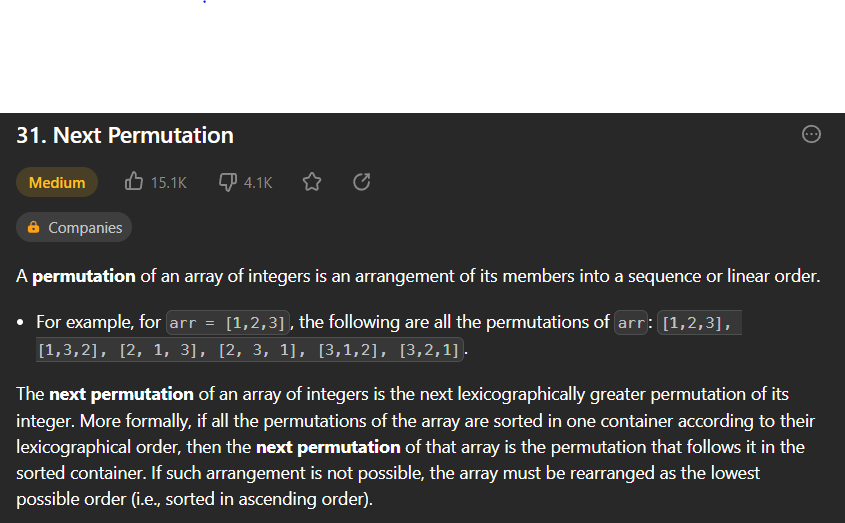 31. Next Permutation
Medium 15.1K 4.1K
Companies
A permutation of an array of integers is an arrangement of its members into a sequence or linear order.
• For example, for arr = [1,2,3], the following are all the permutations of arr: [1,2,3],
[1,3,2], [2, 1, 3], [2, 3, 1], [3,1,2], [3,2,1].
The next permutation of an array of integers is the next lexicographically greater permutation of its
integer. More formally, if all the permutations of the array are sorted in one container according to their
lexicographical order, then the next permutation of that array is the permutation that follows it in the
sorted container. If such arrangement is not possible, the array must be rearranged as the lowest
possible order (i.e., sorted in ascending order).